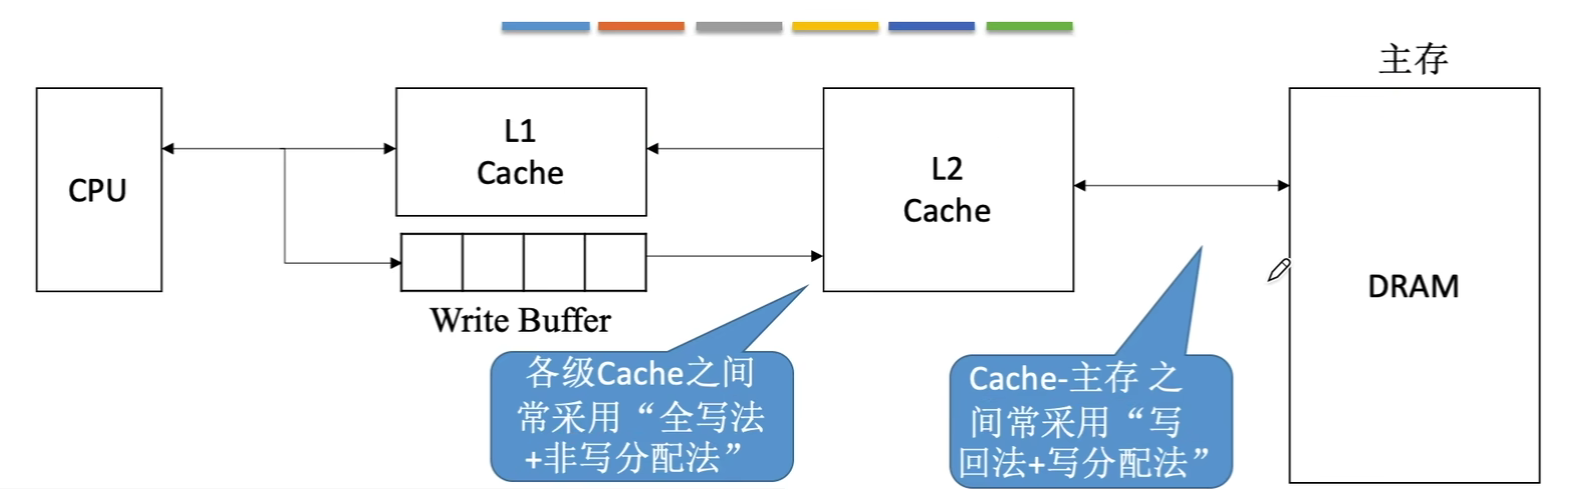 主存
CPU
L1
Cache
L2
Cache
DRAM
Write Buffer
各级Cache之间
常采用“全写法
+非写分配法”
Cache-主存 之
间常采用“写
回法+写分配法”